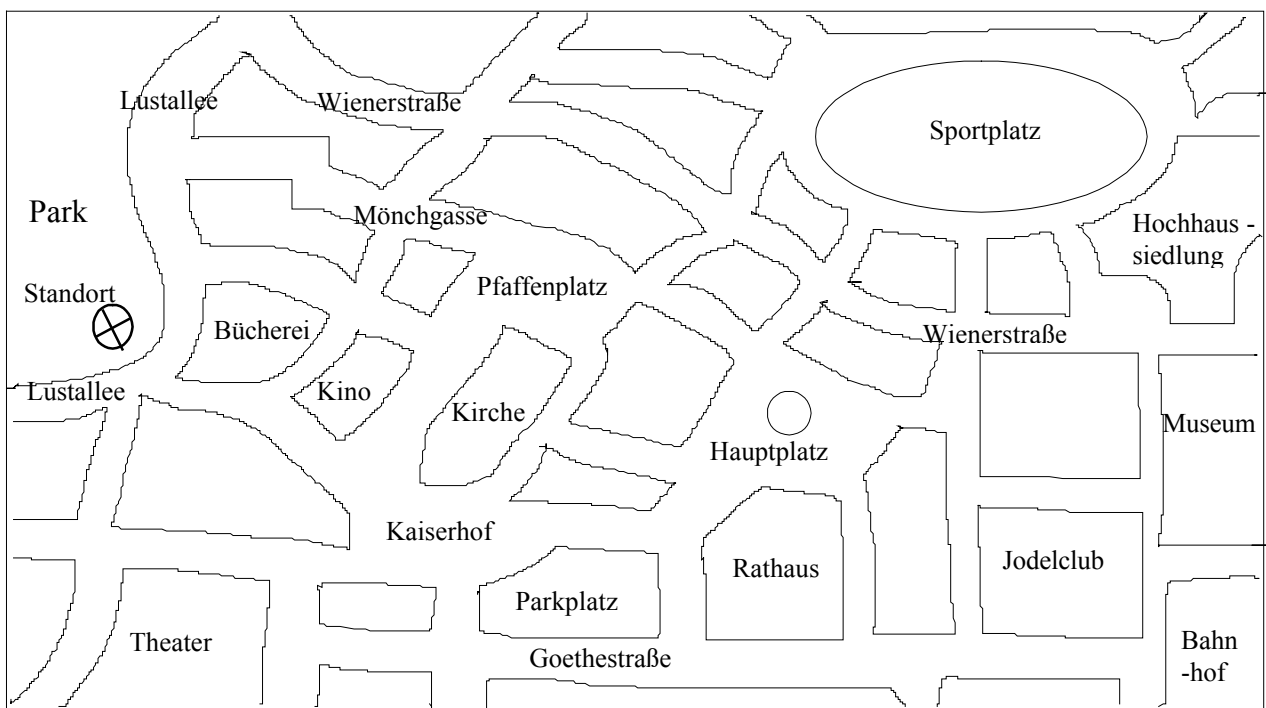 Lustallee
Wienerstraße
Sportplatz
Park
Mönchgasse
Hochhaus -
siedlung
Standort
Pfaffenplatz
Bücherei
Wienerstraße
Lustallee
Kino
Kirche
Museum
Hauptplatz
Kaiserhof
Rathaus
Jodelclub
Parkplatz
Theater
Goethestraße
Bahn
-hof